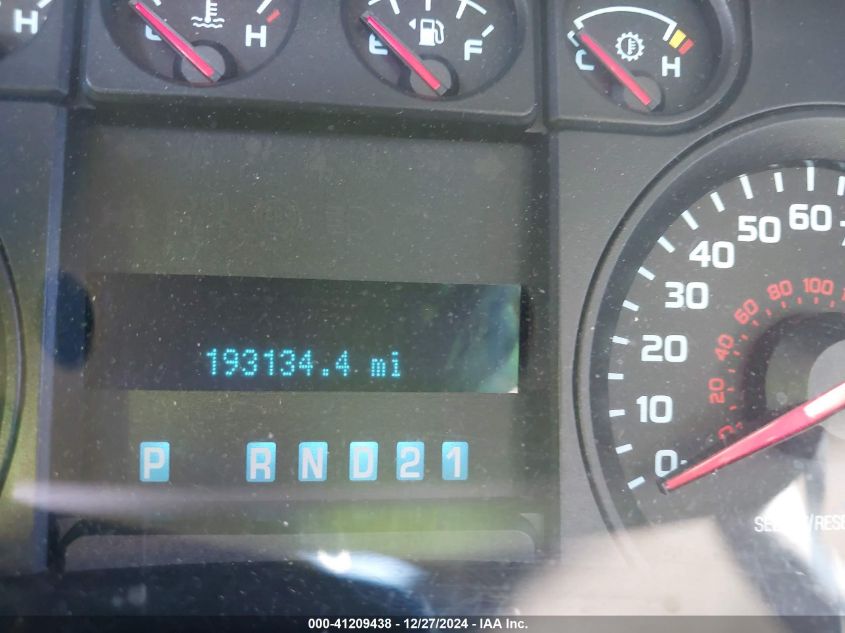 H
C H
E F
C H
193134.4 mi
P R N D 2 1
0 10 20 30 40 50 60
20 40 60 80 100
000-41209438 - 12/27/2024 - IAA Inc.